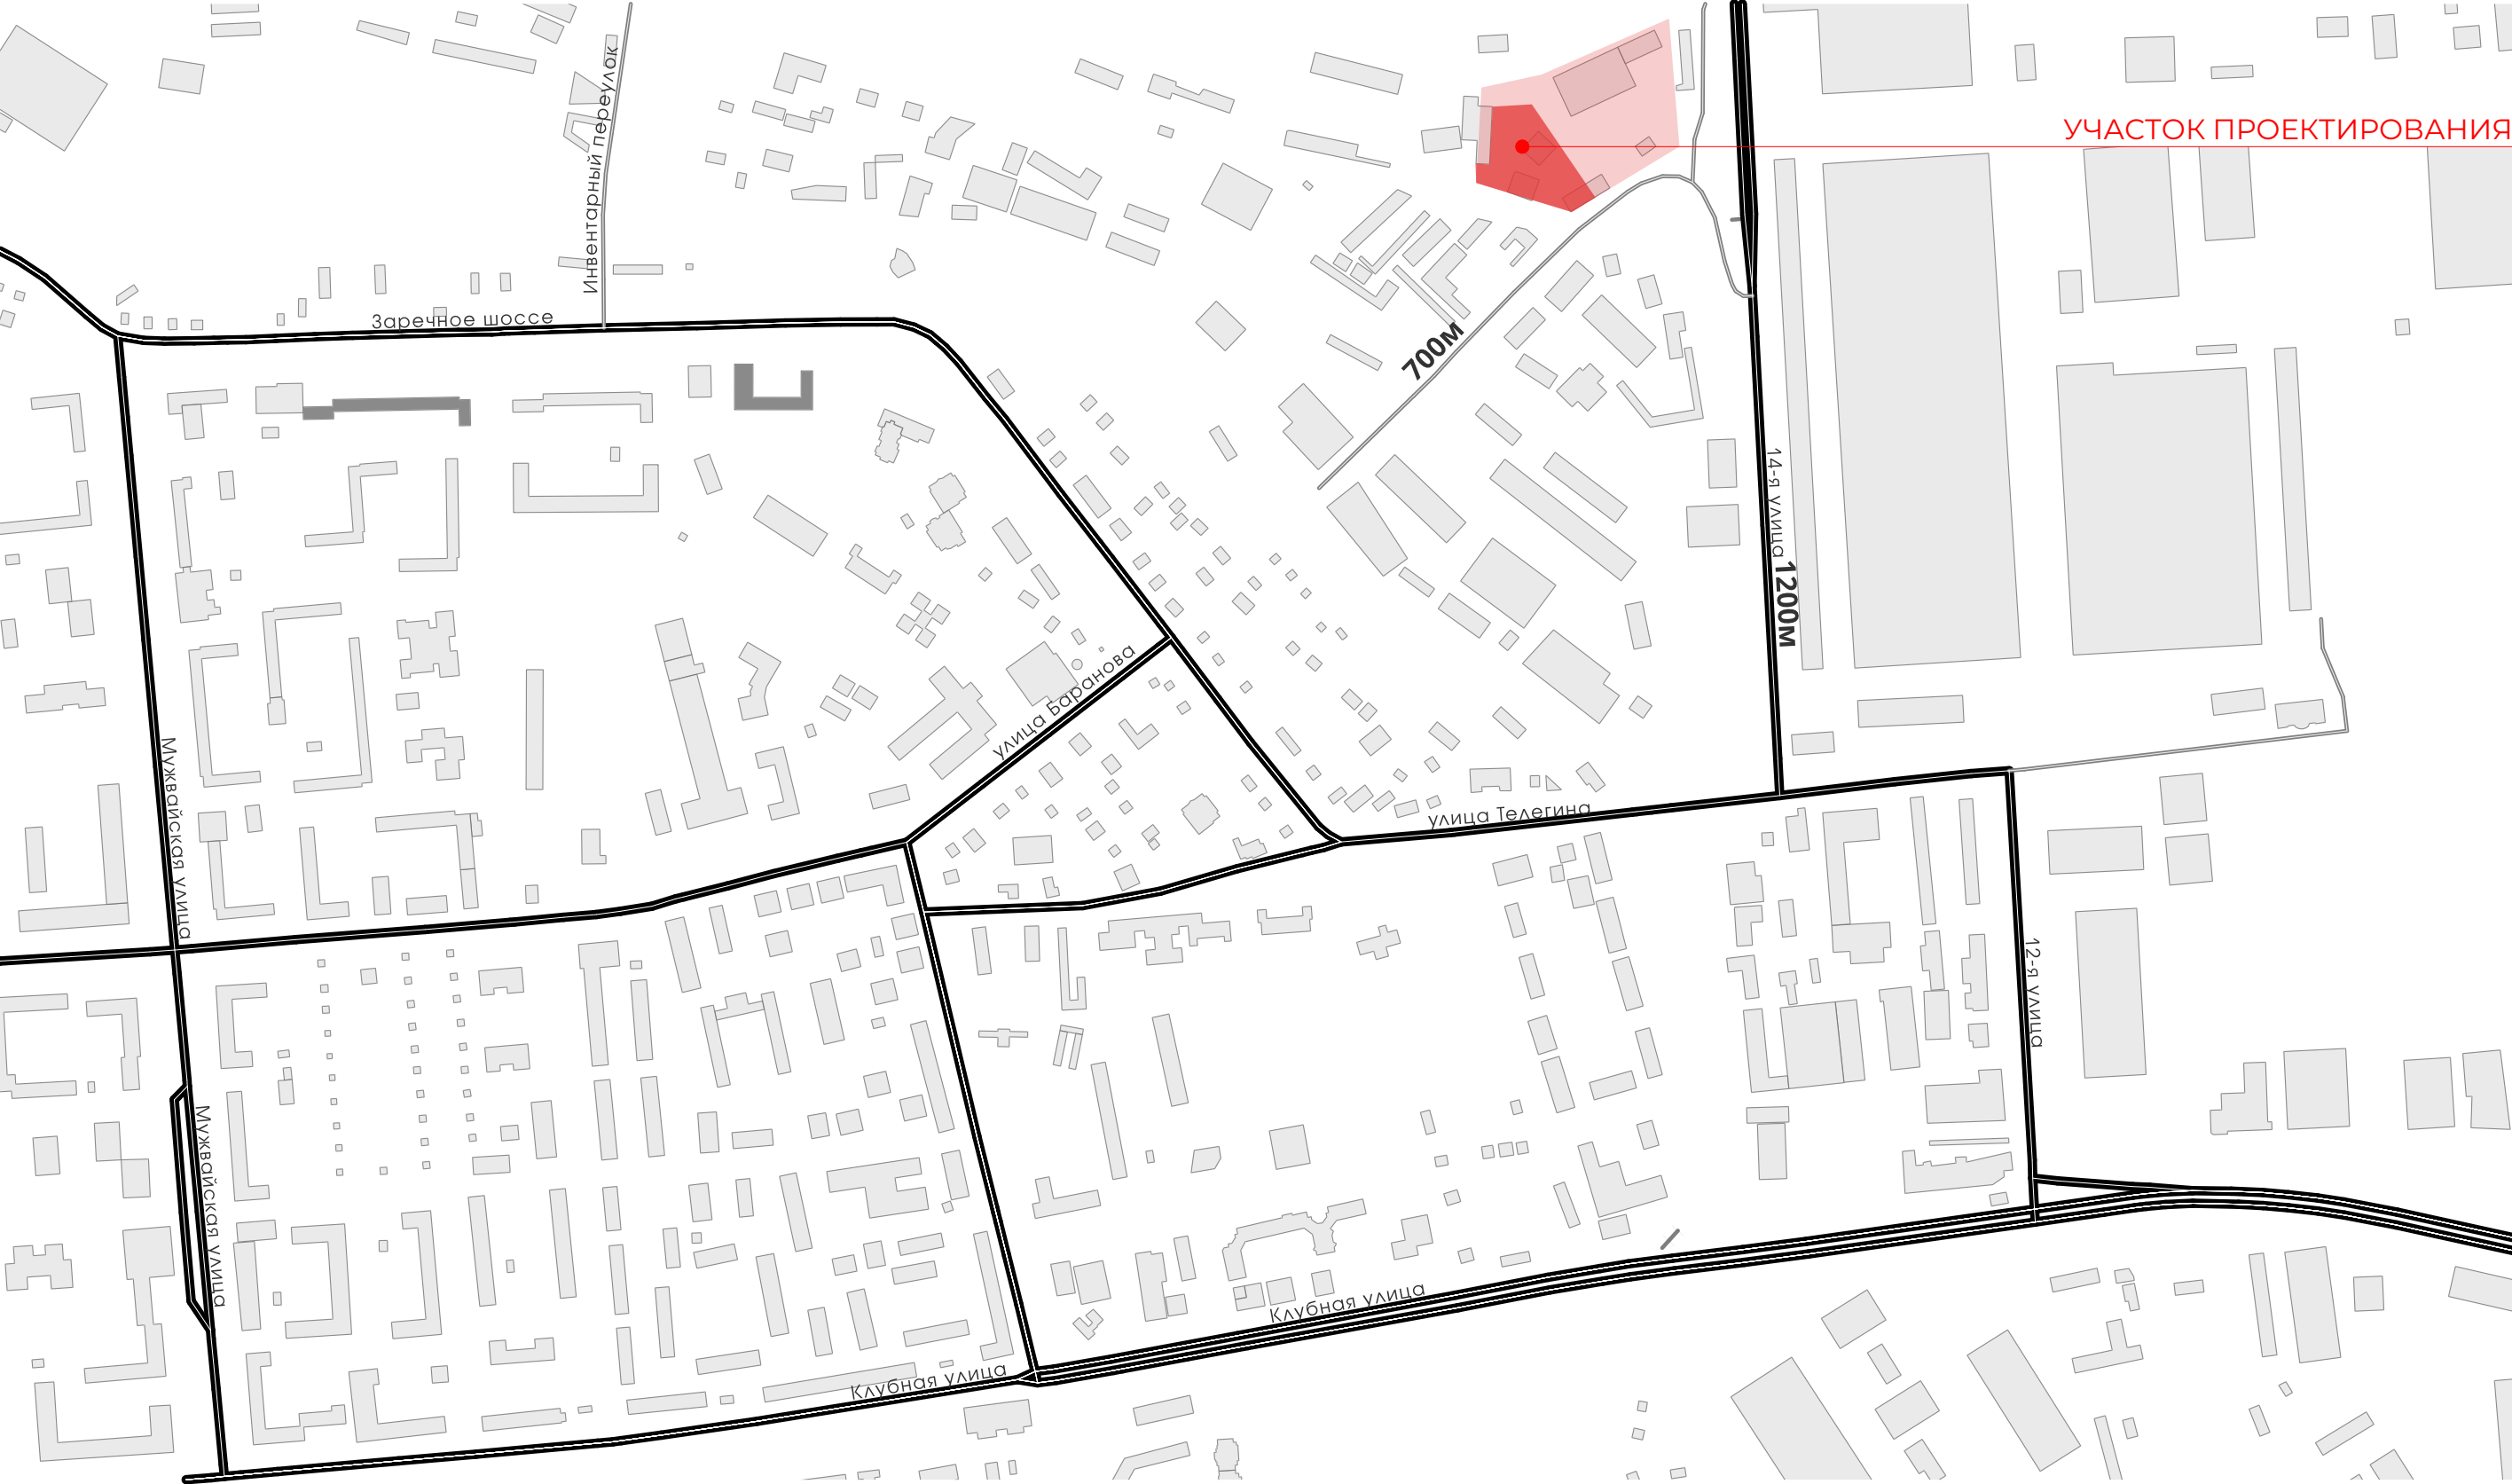 Инвентарный переулок
УЧАСТОК ПРОЕКТИРОВАНИЯ
Заречное шоссе
700м
14-я улица
1200м
улица Баранова
Мужвайская улица
улица Телегина
12-я улица
Мужвайская улица
Клубная улица
Клубная улица